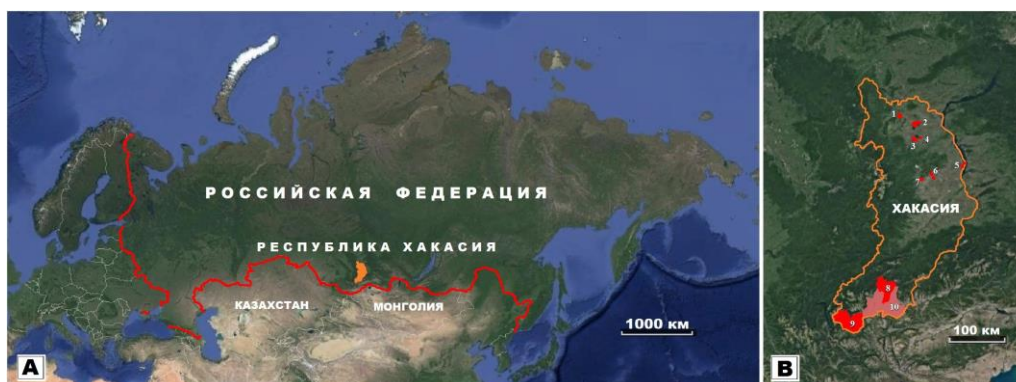 РОССИЙСКАЯ ФЕДЕРАЦИЯ
РЕСПУБЛИКА ХАКАСИЯ
КАЗАХСТАН
МОНГОЛИЯ
1000 км
A
1
2
3
4
5
6
7
ХАКАСИЯ
8
10
9
100 км
B